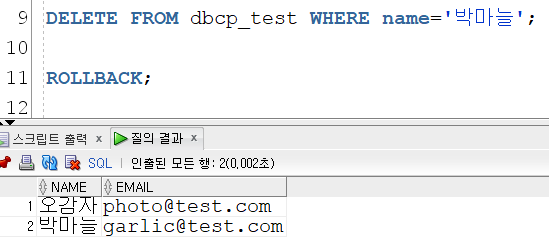 9 DELETE FROM dbcp_test WHERE name='박마늘';
10
11 ROLLBACK;
12
스크립트 출력 x 질의 결과 x
SQL | 인출된 모든 행: 2(0,002초)
NAME EMAIL
1 오감자 photo@test.com
2 박마늘 garlic@test.com